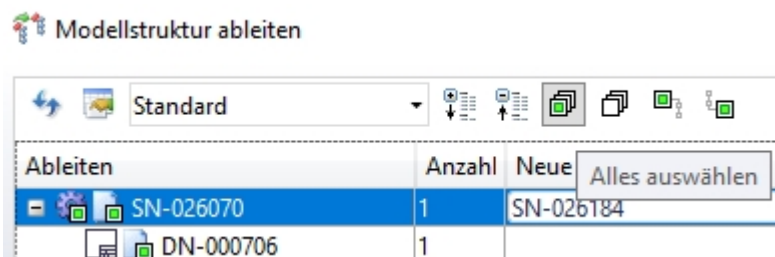 Modellstruktur ableiten
Standard
Ableiten Anzahl Neue
Alles auswählen
SN-026070 1 SN-026184
DN-000706 1